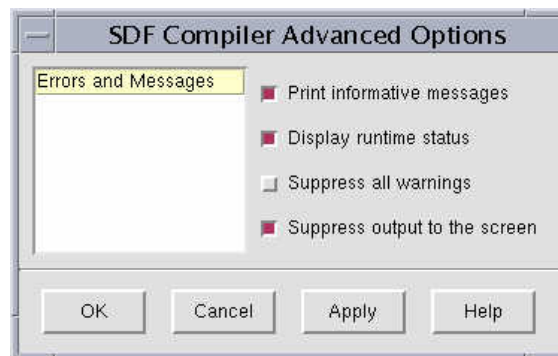 SDF Compiler Advanced Options
Errors and Messages
Print informative messages
Display runtime status
Suppress all warnings
Suppress output to the screen
OK
Cancel
Apply
Help